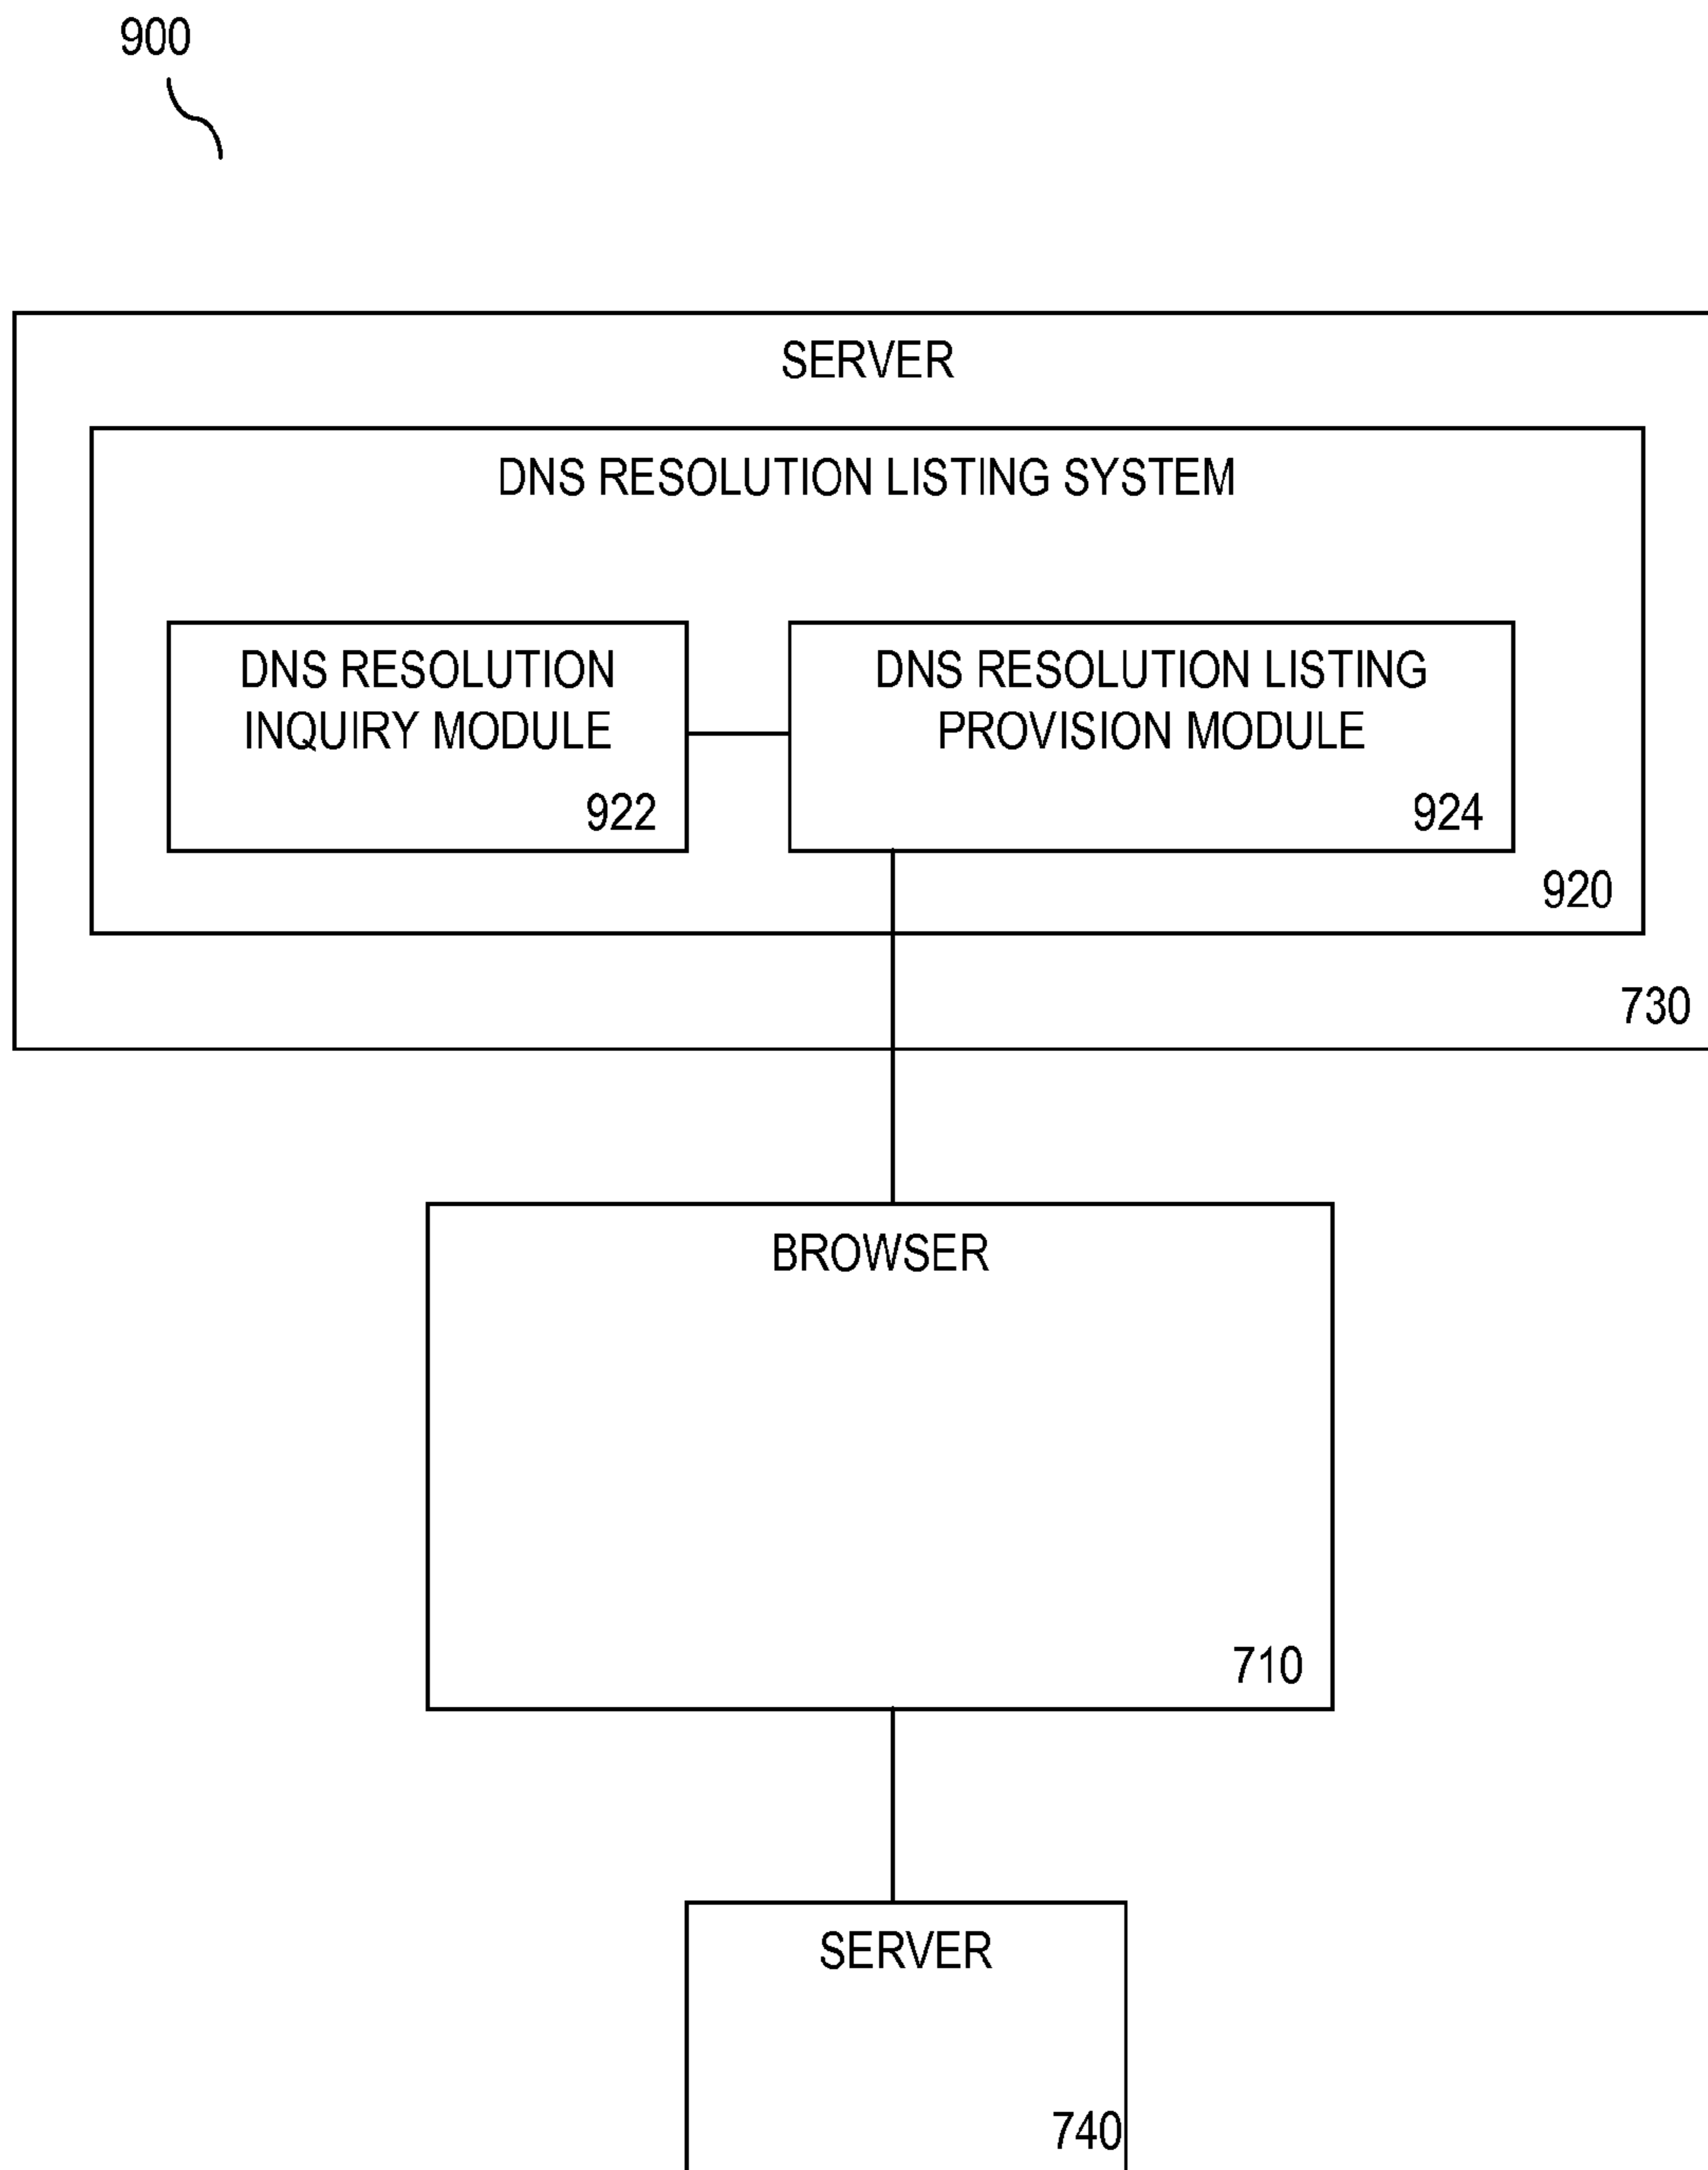 900
SERVER
DNS RESOLUTION LISTING SYSTEM
DNS RESOLUTION
INQUIRY MODULE
922
DNS RESOLUTION LISTING
PROVISION MODULE
924
920
730
BROWSER
710
SERVER
740